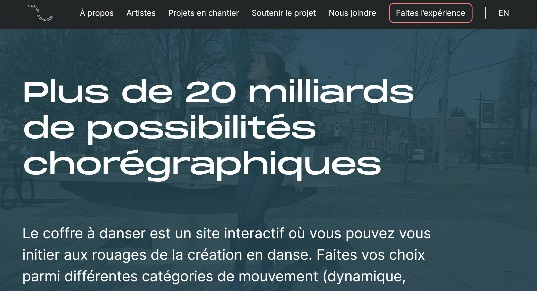 À propos Artistes Projets en chantier Soutenir le projet Nous joindre Faites l'expérience EN
Plus de 20 milliards
de possibilités
chorégraphiques
Le coffre à danser est un site interactif où vous pouvez vous
initier aux rouages de la création en danse. Faites vos choix
parmi différentes catégories de mouvement (dynamique,